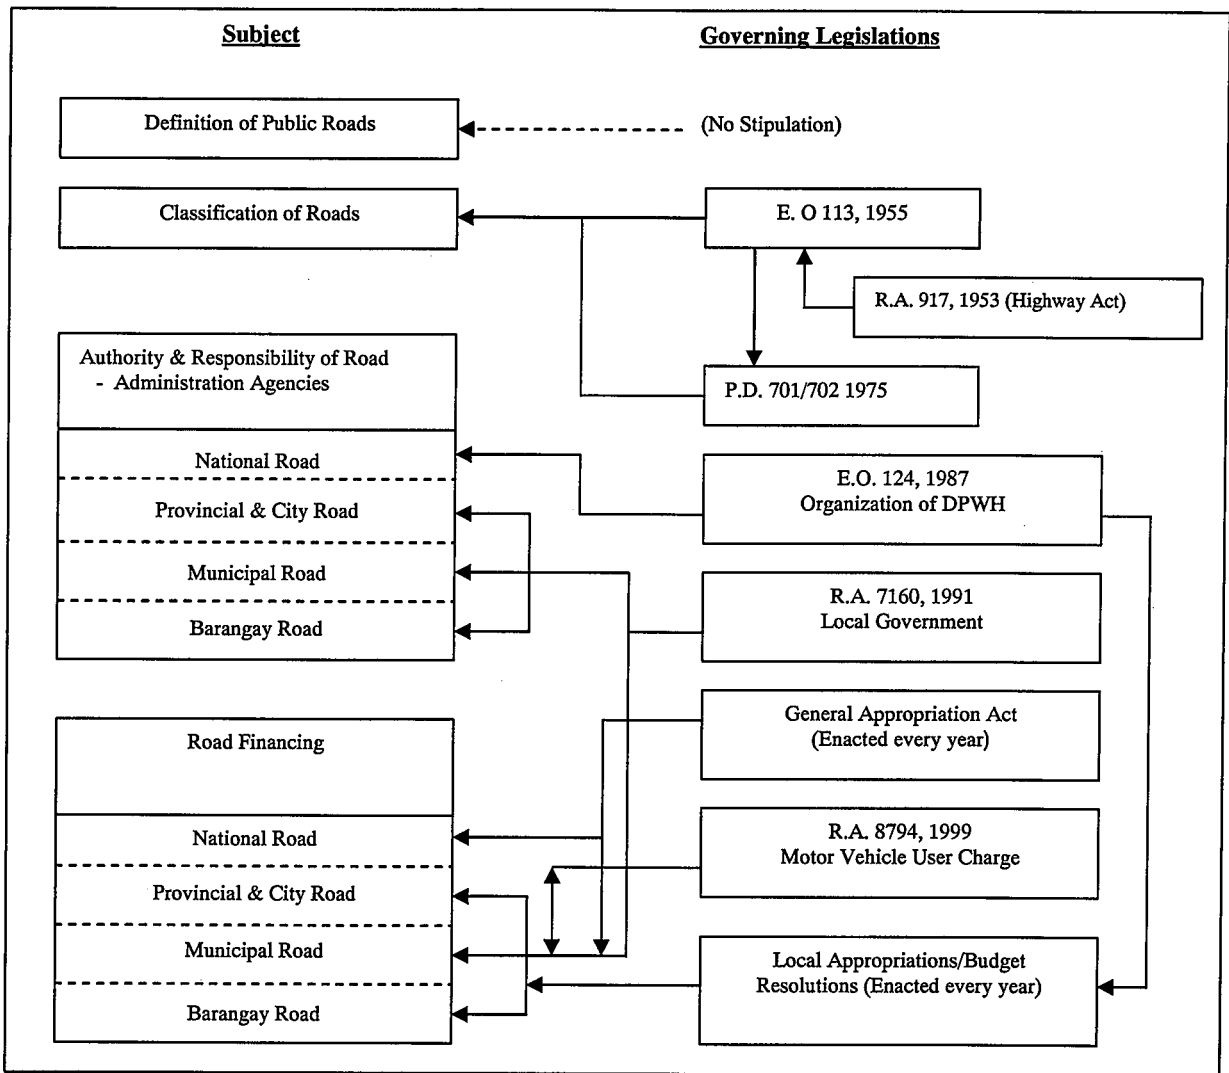 Subject
Governing Legislations
Definition of Public Roads
(No Stipulation)
Classification of Roads
E. O 113, 1955
R.A. 917, 1953 (Highway Act)
Authority & Responsibility of Road
- Administration Agencies
P.D. 701/702 1975
National Road
E.O. 124, 1987
Organization of DPWH
Provincial & City Road
Municipal Road
R.A. 7160, 1991
Local Government
Barangay Road
General Appropriation Act
(Enacted every year)
Road Financing
National Road
R.A. 8794, 1999
Motor Vehicle User Charge
Provincial & City Road
Municipal Road
Local Appropriations/Budget
Resolutions (Enacted every year)
Barangay Road